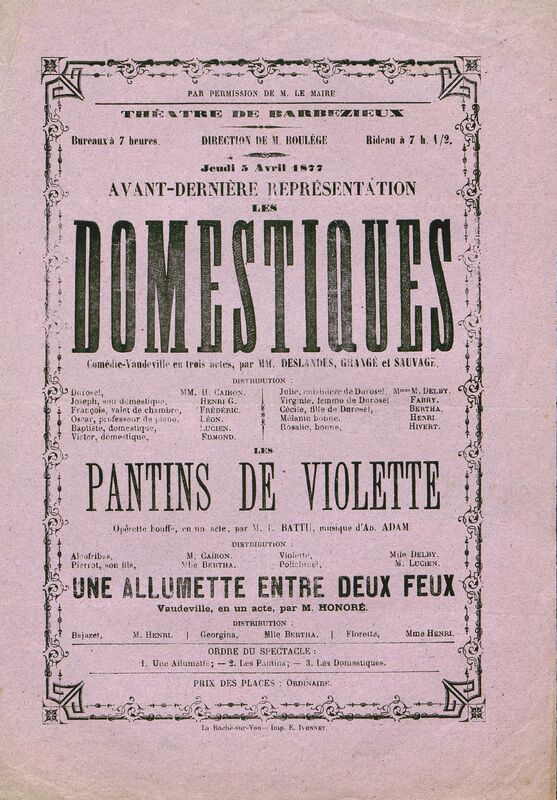 PAR PERMISSION DE M. LE MAIRE
THÉATRE DE BARBEZIEUX
Bureaux à 7 heures. DIRECTION DE M. ROULÈGE Rideau à 7 h. 1/2.
Jeudi 5 Avril 1877
AVANT-DERNIÈRE REPRÉSENTATION
LES
DOMESTIQUES
Comédie-Vaudeville en trois actes, par MM. DESLANDES, GRANGÉ et SAUVAGE.
DISTRIBUTION :
Durosel, MM. H. CAIRON. Julie, cuisinière de Durosel, Mmes M. DELBY.
Joseph, son domestique, HENRI G. Virginie, femme de Durosel FABRY.
François, valet de chambre, FRÉDÉRIC. Cécile, fille de Durosel, BERTHA.
Oscar, professeur de piano, LÉON. Mélanie bonne, HENRI
Baptiste, domestique, LUCIEN. Rosalie, bonne, HIVERT.
Victor, domestique, EDMOND.
LES
PANTINS DE VIOLETTE
Opérette bouffe, en un acte, par M. L. BATTU, musique d'AD. ADAM
DISTRIBUTION :
Alcofribas, M. CAIRON. Violette, Mlle DELBY.
Pierrot, son fils, Mlle BERTHA. Polichinel, M. LUCIEN.
UNE ALLUMETTE ENTRE DEUX FEUX
Vaudeville, en un acte, par M. HONORÉ.
DISTRIBUTION :
Bajazet, M. HENRI. | Georgina, Mlle BERTHA. | Florette, Mme HENRI.
ORDRE DU SPECTACLE :
1. Une Allumette; — 2. Les Pantins; — 3. Les Domestiques.
PRIX DES PLACES : ORDINAIRE.
La Roche-sur-Yon — Imp. E. IVONNET.